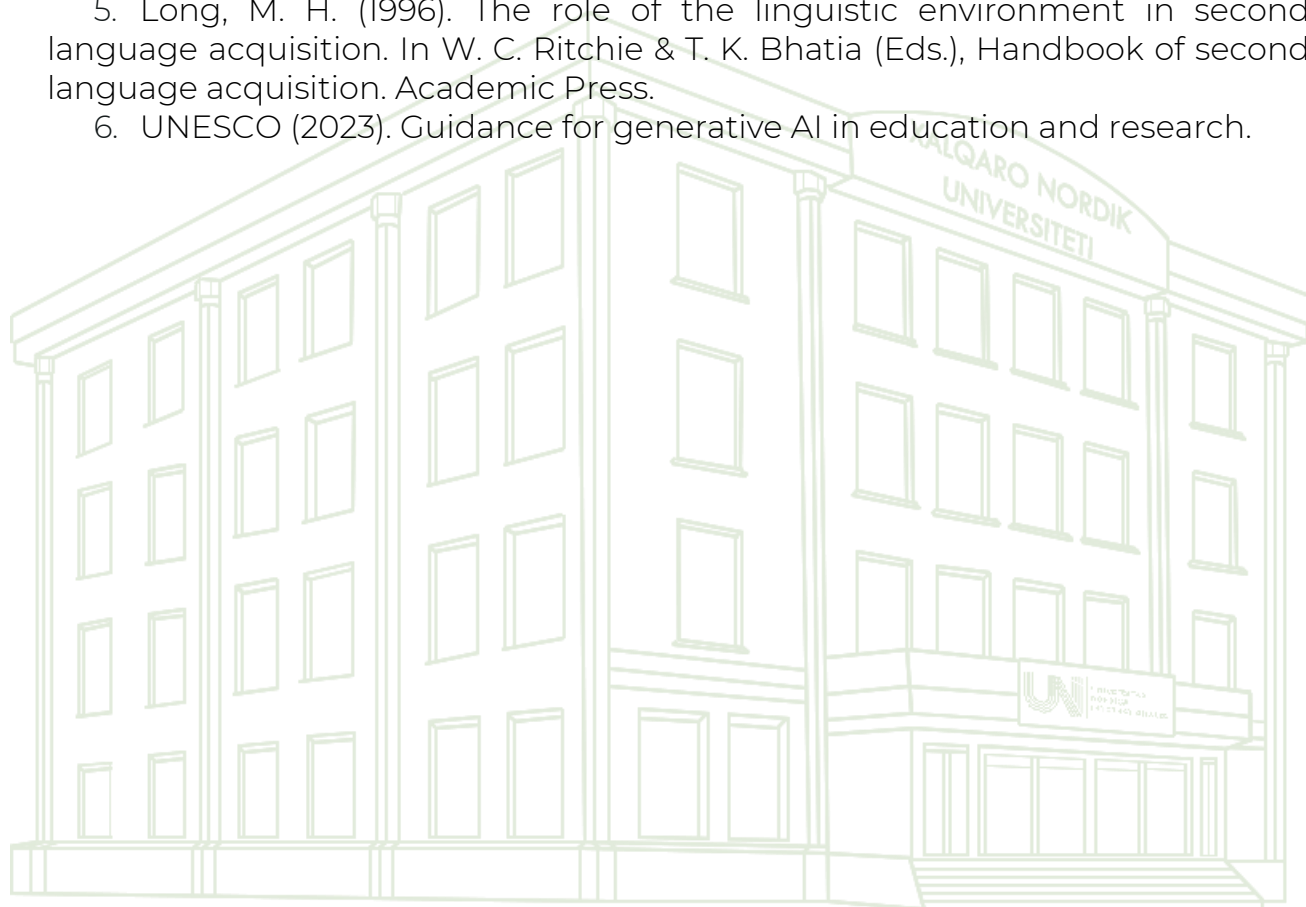 5. Long, M. H. (1996). The role of the linguistic environment in second
language acquisition. In W. C. Ritchie & T. K. Bhatia (Eds.), Handbook of second
language acquisition. Academic Press.
6. UNESCO (2023). Guidance for generative AI in education and research.
NORDIK
UNIVERSITETI
UNI